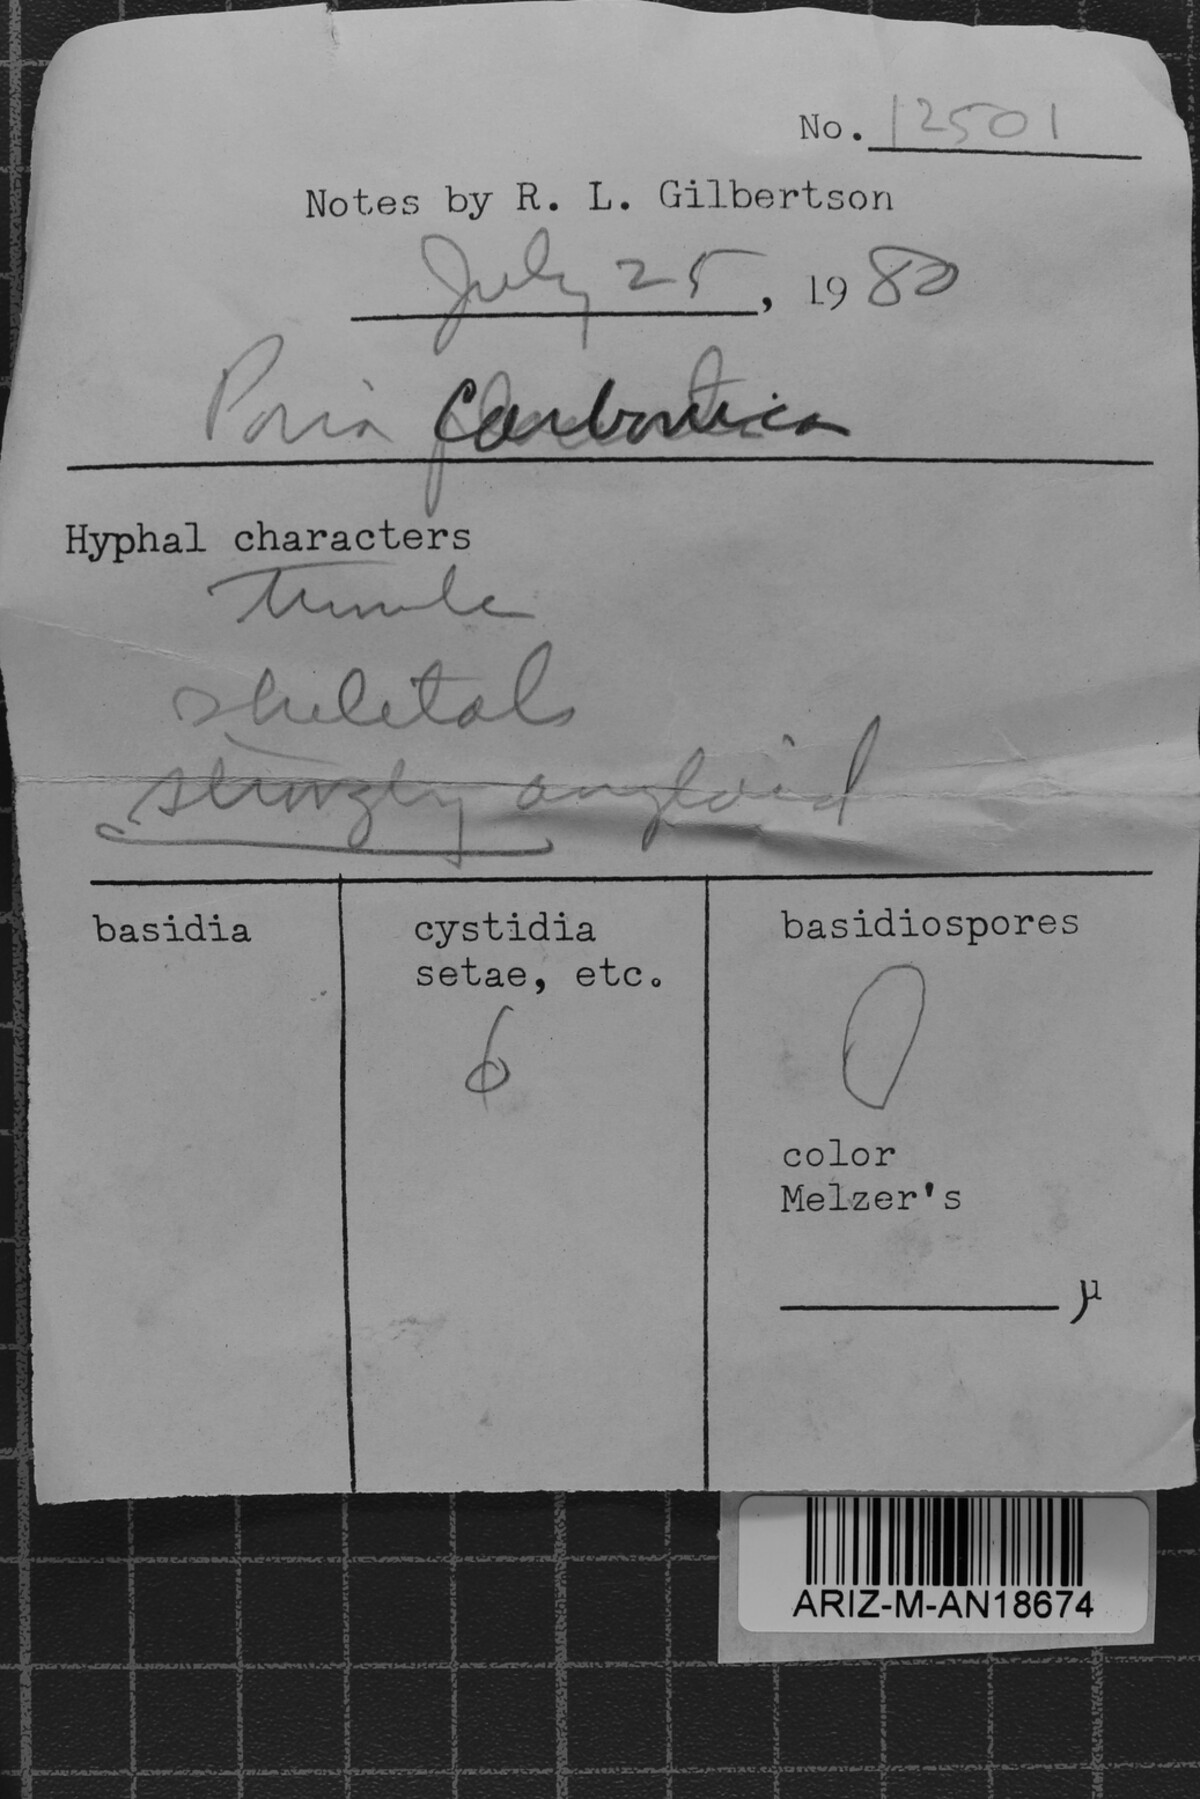 No. 12501
Notes by R. L. Gilbertson
July 25, 1980
Poria Carbonica
Hyphal characters
skeletals
strongly amyloid
basidia
cystidia
setae, etc.
basidiospores
color
Melzer's
µ
ARIZ-M-AN18674